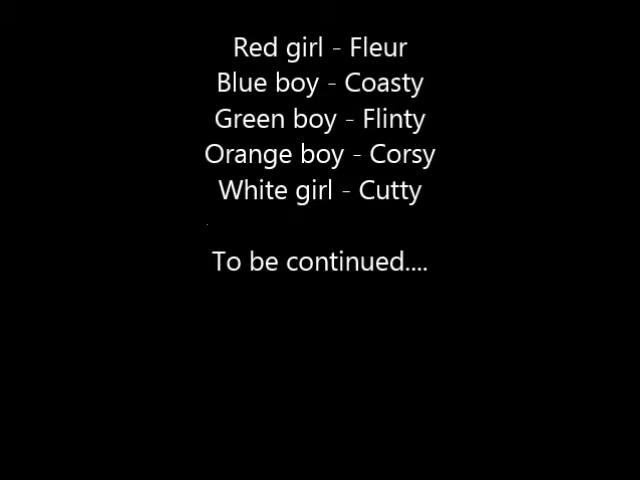 Red girl - Fleur
Blue boy - Coasty
Green boy - Flinty
Orange boy - Corsy
White girl - Cutty
To be continued....